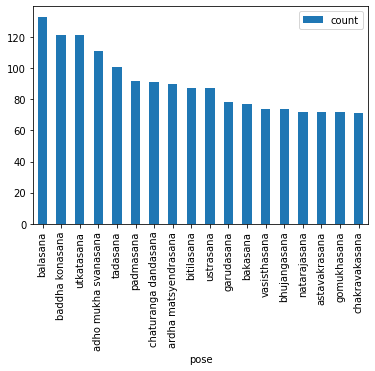 count
120
100
80
60
40
20
0
balasana
baddha konasana
utkatasana
adho mukha svanasana
tadasana
padmasana
chaturanga dandasana
ardha matsyendrasana
bitilasana
ustrasana
garudasana
bakasana
vasisthasana
bhujangasana
natarajasana
astavakrasana
gomukhasana
chakravakasana
pose